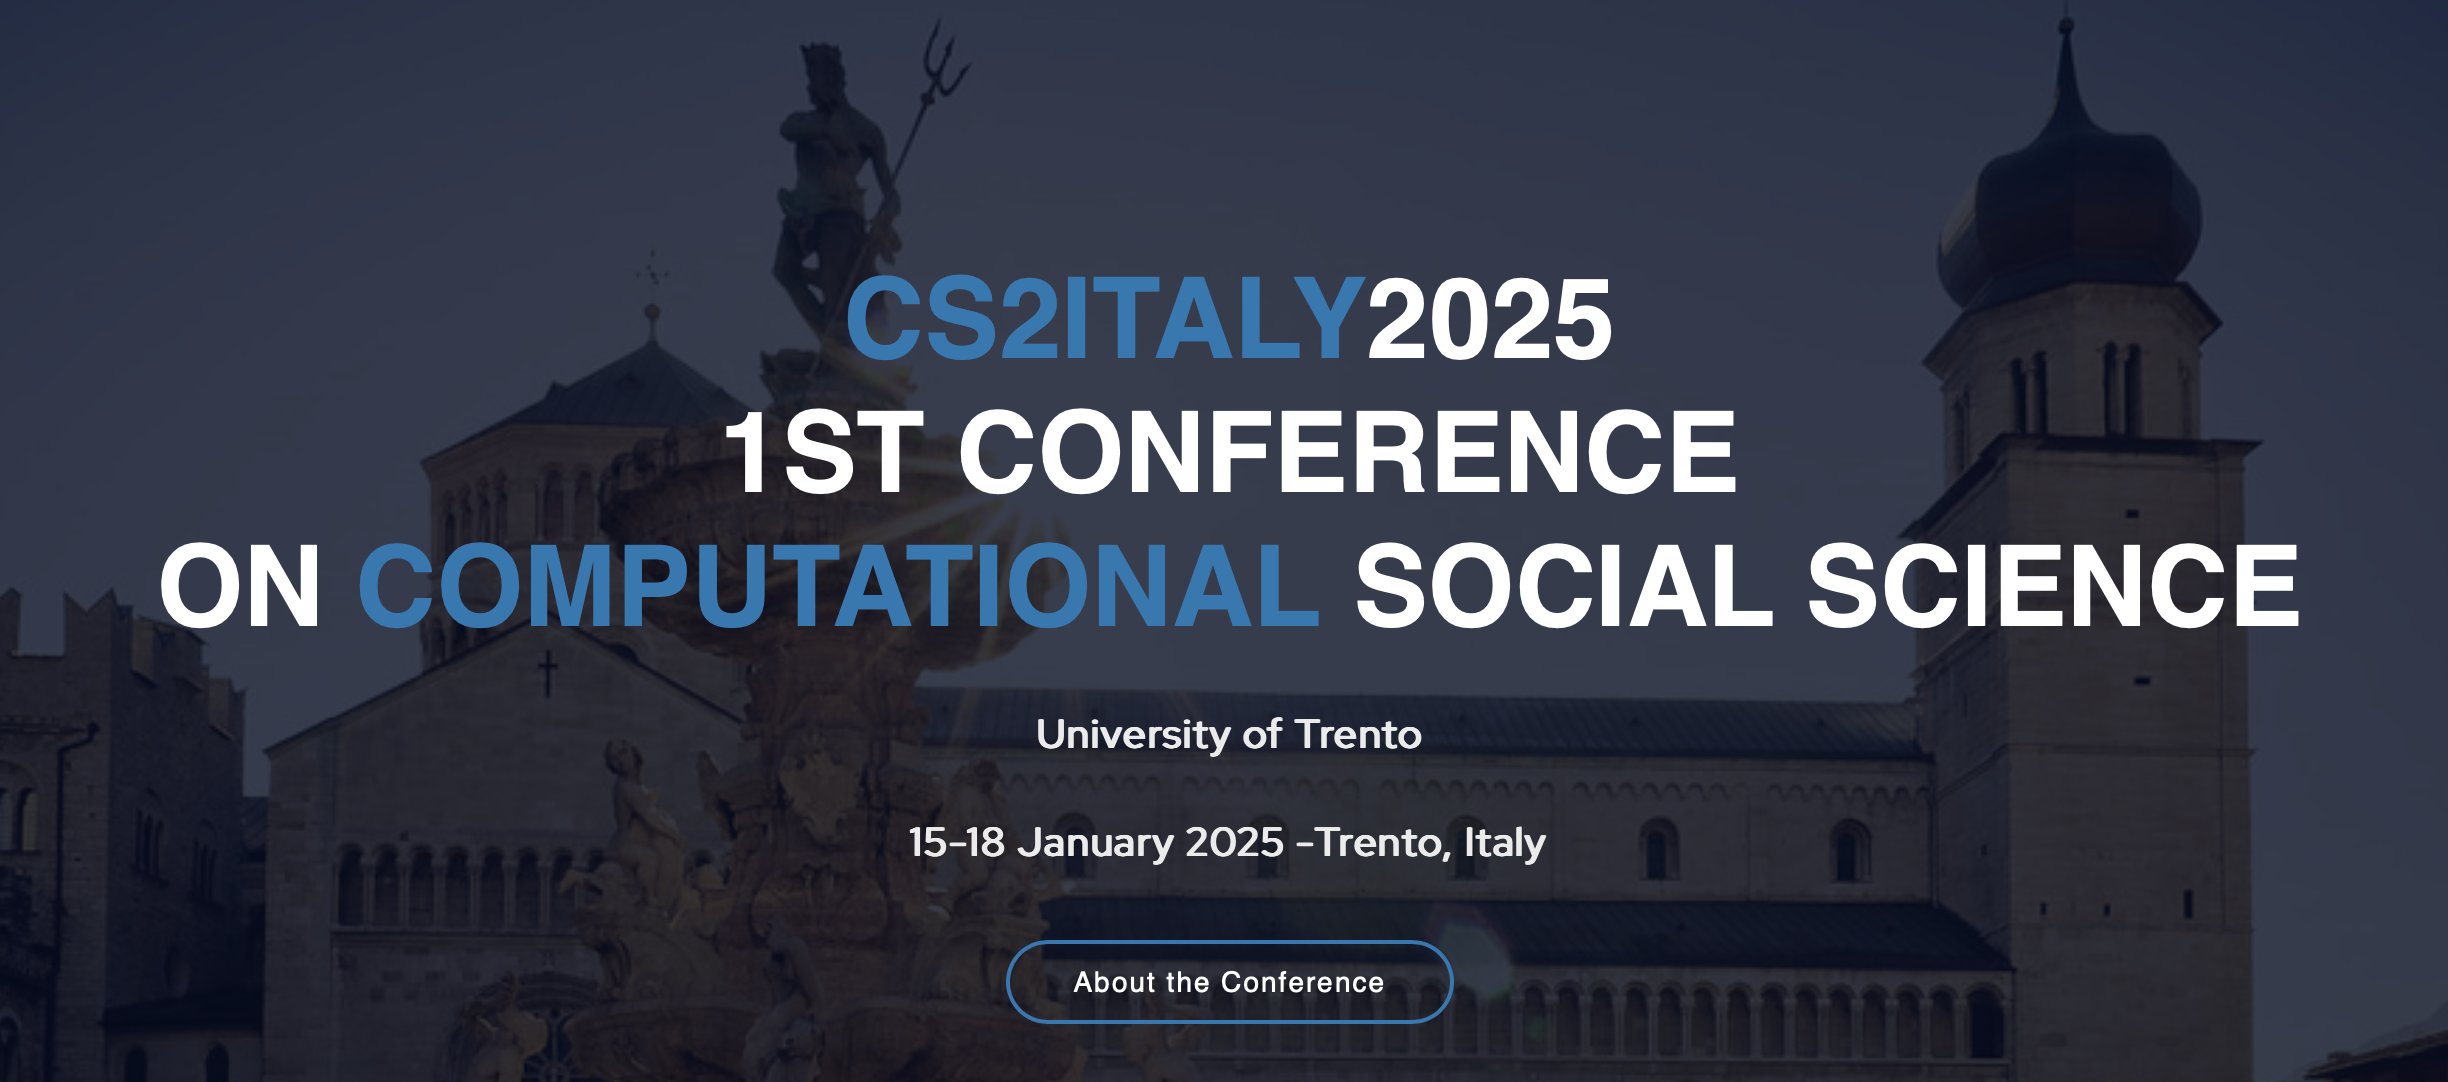 CS2ITALY2025
1ST CONFERENCE
ON COMPUTATIONAL SOCIAL SCIENCE
University of Trento
15-18 January 2025 -Trento, Italy
About the Conference